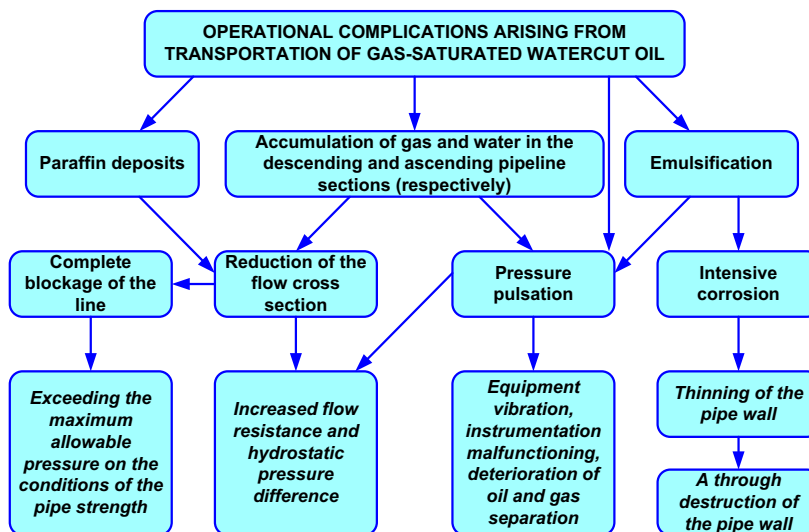 OPERATIONAL COMPLICATIONS ARISING FROM
TRANSPORTATION OF GAS-SATURATED WATERCUT OIL
Paraffin deposits
Accumulation of gas and water in the
descending and ascending pipeline
sections (respectively)
Emulsification
Complete
blockage of the
line
Reduction of the
flow cross
section
Pressure
pulsation
Intensive
corrosion
Exceeding the
maximum
allowable
pressure on the
conditions of the
pipe strength
Increased flow
resistance and
hydrostatic
pressure
difference
Equipment
vibration,
instrumentation
malfunctioning,
deterioration of
oil and gas
separation
Thinning of the
pipe wall
A through
destruction of
the pipe wall